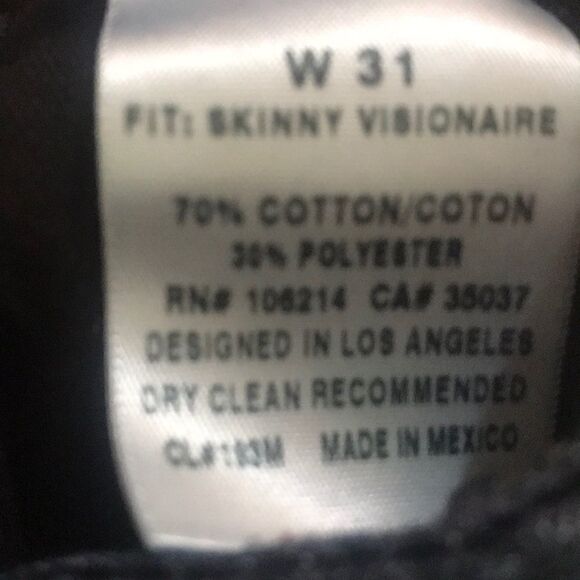 W 31
FIT: SKINNY VISIONAIRE
70% COTTON/COTON
30% POLYESTER
RN# 106214 CA# 35037
DESIGNED IN LOS ANGELES
DRY CLEAN RECOMMENDED
CL#193M MADE IN MEXICO